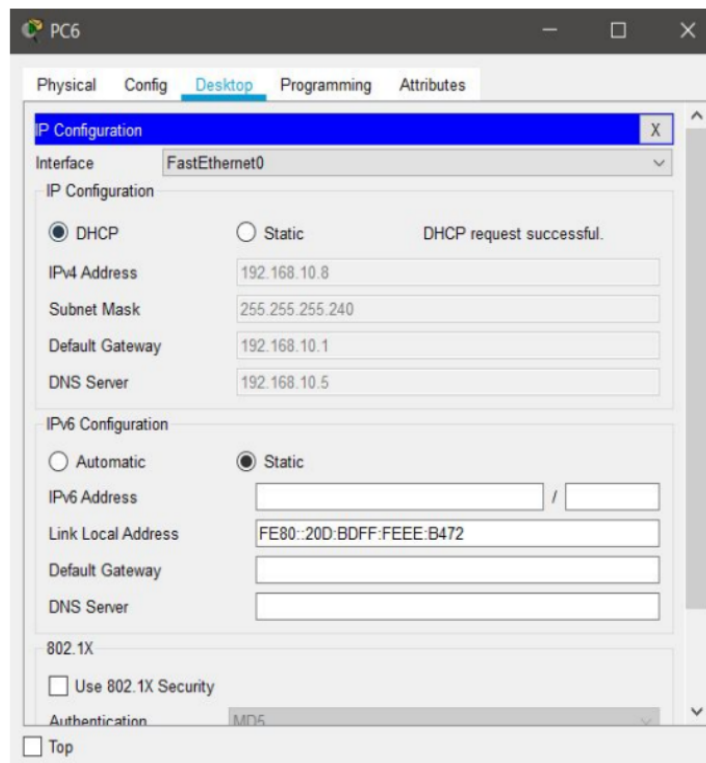 PC6
Physical Config Desktop Programming Attributes
IP Configuration X
Interface FastEthernet0
IP Configuration
DHCP Static DHCP request successful.
IPv4 Address 192.168.10.8
Subnet Mask 255.255.255.240
Default Gateway 192.168.10.1
DNS Server 192.168.10.5
IPv6 Configuration
Automatic Static
IPv6 Address /
Link Local Address FE80::20D:BDFF:FEEE:B472
Default Gateway
DNS Server
802.1X
Use 802.1X Security
Authentication MD5
Top